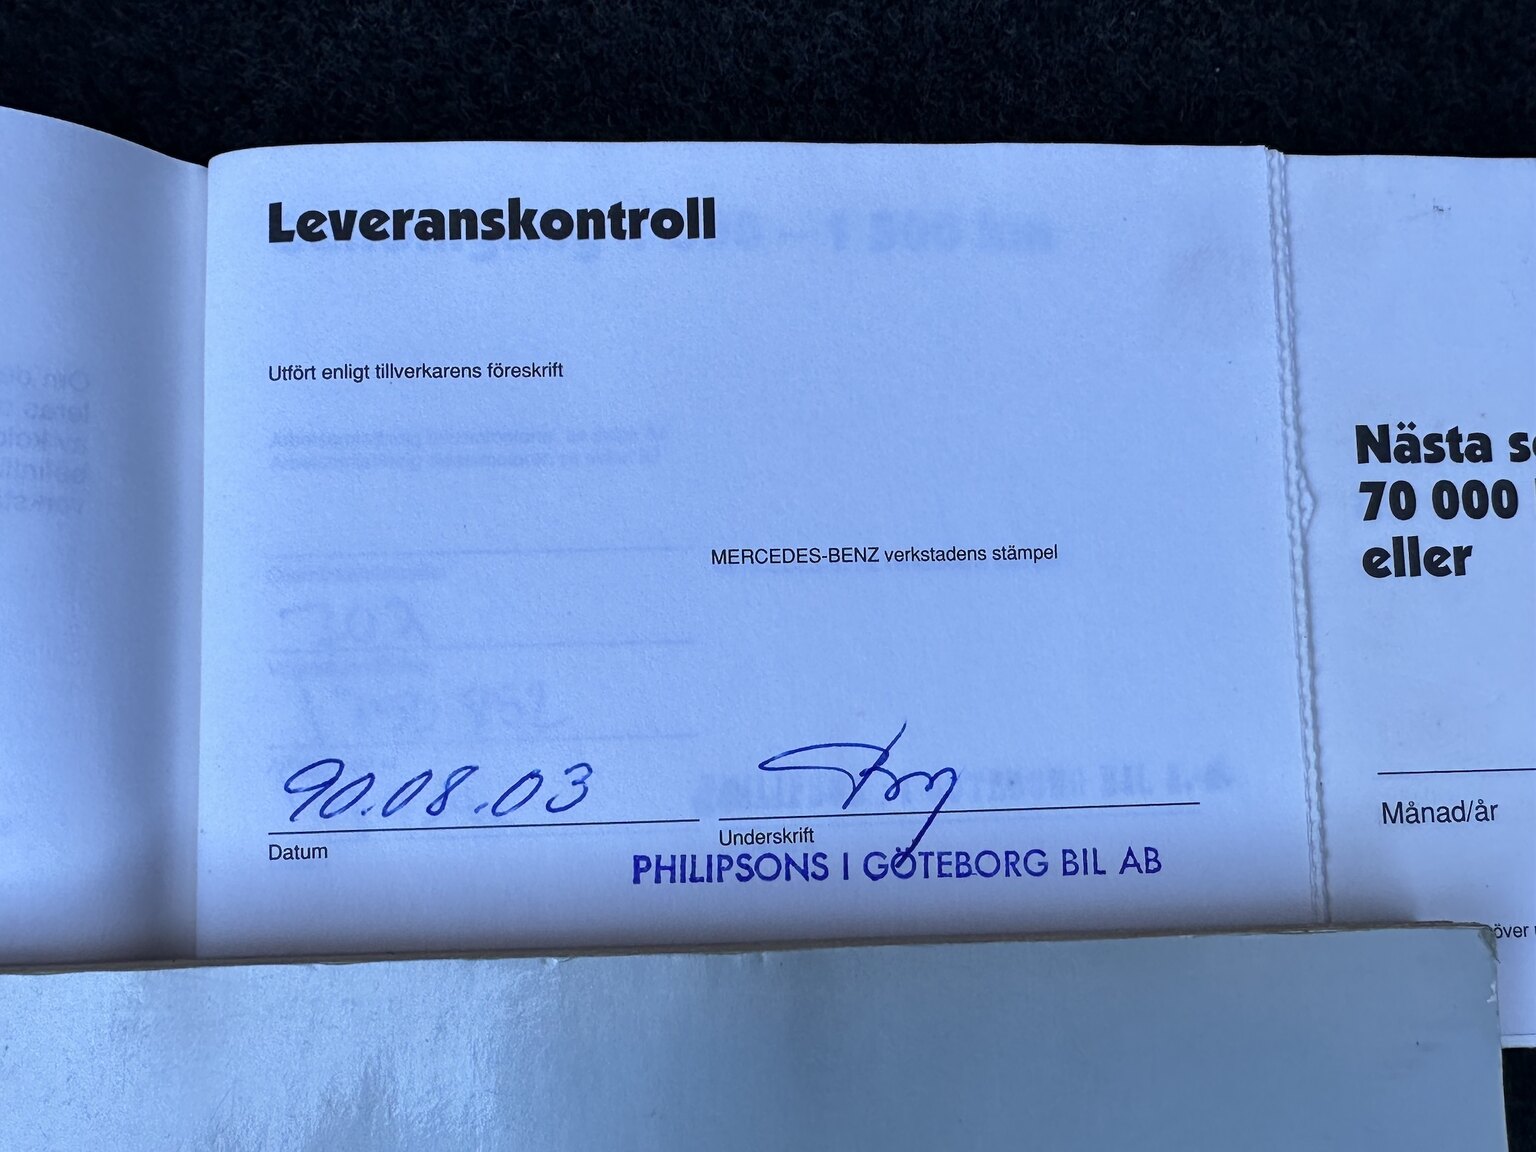 Leveranskontroll
Utfört enligt tillverkarens föreskrift
MERCEDES-BENZ verkstadens stämpel
90.08.03
Datum
Underskrift
PHILIPSONS I GÖTEBORG BIL AB
Nästa
70 000
eller
Månad/år
över